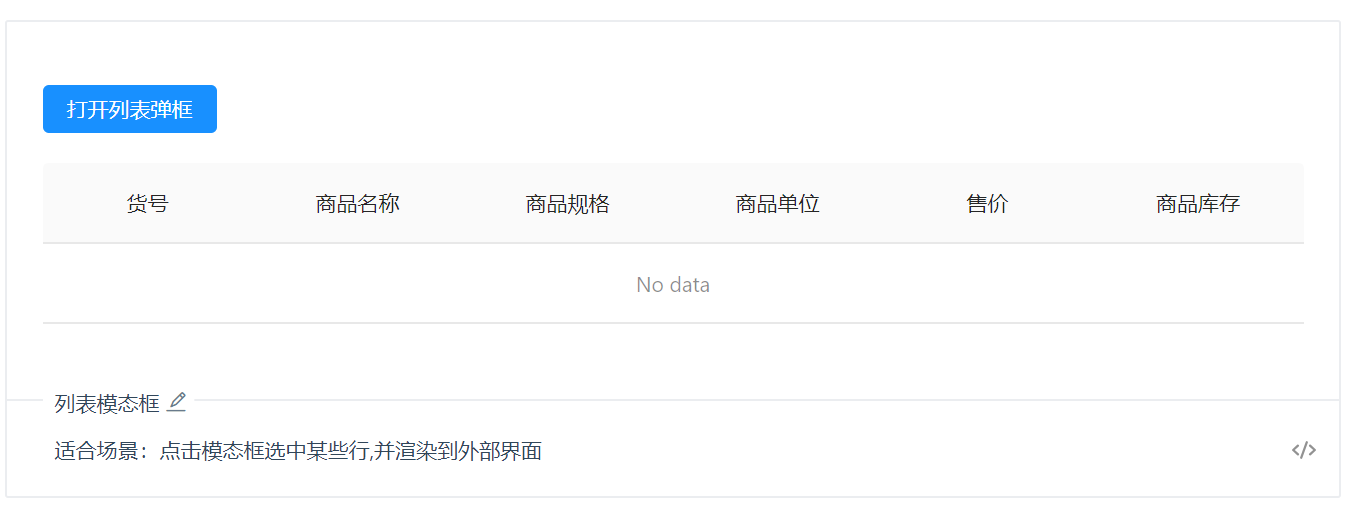 打开列表弹框
货号 商品名称 商品规格 商品单位 售价 商品库存
No data
列表模态框
适合场景：点击模态框选中某些行,并渲染到外部界面